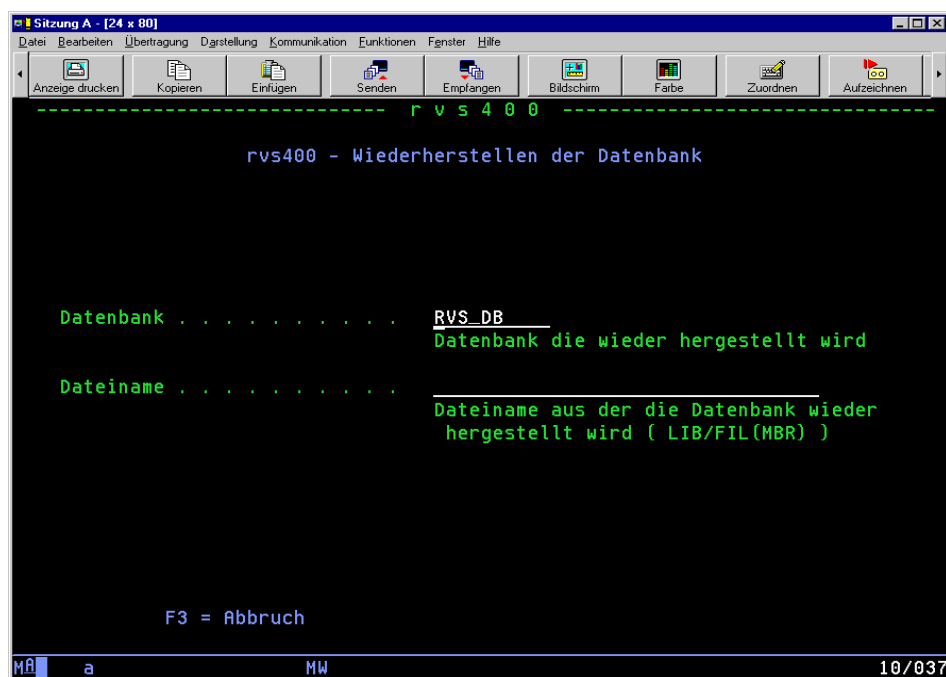 Sitzung A - [24 x 80]
Datei Bearbeiten Übertragung Darstellung Kommunikation Funktionen Fenster Hilfe
Anzeige drucken Kopieren Einfügen Senden Empfangen Bildschirm Farbe Zuordnen Aufzeichnen
------------------------------ r v s 4 0 0 --------------------------------
rvs400 - Wiederherstellen der Datenbank
Datenbank . . . . . . . . . . RVS_DB
Datenbank die wieder hergestellt wird
Dateiname . . . . . . . . . .
Dateiname aus der die Datenbank wieder
hergestellt wird ( LIB/FIL(MBR) )
F3 = Abbruch
MA a MW 10/037